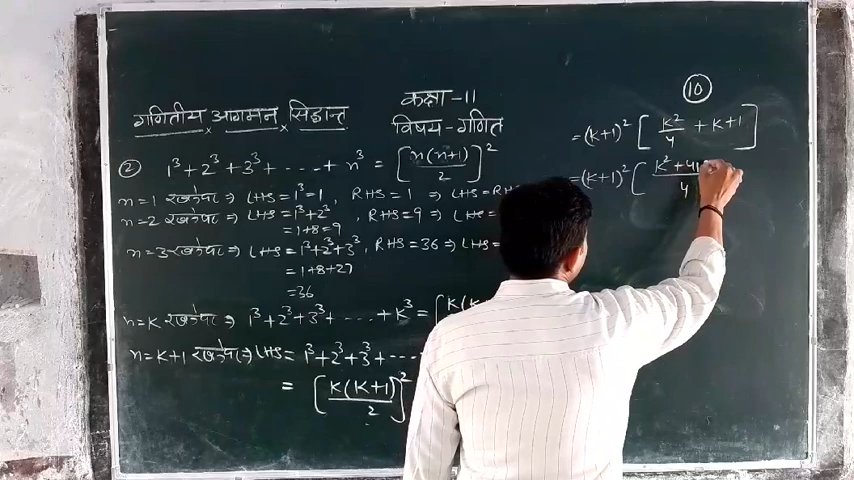 कक्षा-11
विषय-गणित
गणितीय आगमन सिद्धान्त
② 1³+2³+3³+----+n³ = [n(n+1)/2]²
n=1 रखने पर ⇒ LHS=1³=1, RHS=1 ⇒ LHS=RHS
n=2 रखने पर ⇒ LHS=1³+2³, RHS=9 ⇒ LHS=
=1+8=9
n=3 रखने पर ⇒ LHS=1³+2³+3³, RHS=36 ⇒ LHS=
=1+8+27
=36
n=K रखने पर ⇒ 1³+2³+3³+----+K³=[K(K
n=K+1 रखने पर ⇒ LHS= 1³+2³+3³+----
= [K(K+1)/2]²
⑩
=(K+1)² [K²/4 + K+1]
=(K+1)² [K²+4
4